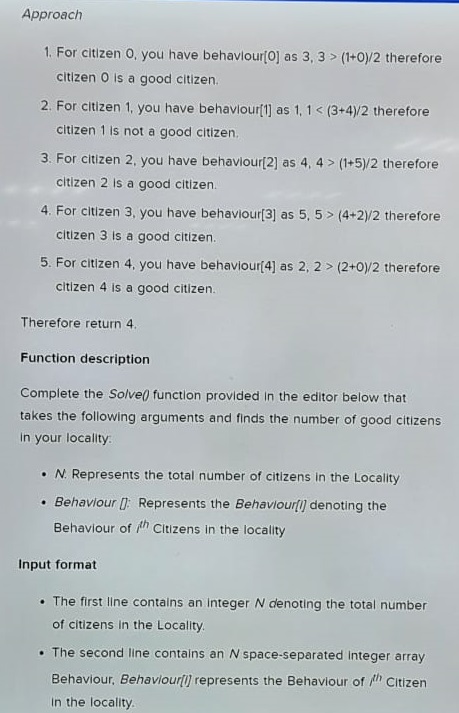 Approach
1. For citizen 0, you have behaviour[0] as 3, 3 > (1+0)/2 therefore
citizen 0 is a good citizen.
2. For citizen 1, you have behaviour[1] as 1, 1 < (3+4)/2 therefore
citizen 1 is not a good citizen.
3. For citizen 2, you have behaviour[2] as 4, 4 > (1+5)/2 therefore
citizen 2 is a good citizen.
4. For citizen 3, you have behaviour[3] as 5, 5 > (4+2)/2 therefore
citizen 3 is a good citizen.
5. For citizen 4, you have behaviour[4] as 2, 2 > (2+0)/2 therefore
citizen 4 is a good citizen.
Therefore return 4.
Function description
Complete the Solve() function provided in the editor below that
takes the following arguments and finds the number of good citizens
in your locality:
• N: Represents the total number of citizens in the Locality
• Behaviour []: Represents the Behaviour[i] denoting the
Behaviour of ith Citizens in the locality
Input format
• The first line contains an integer N denoting the total number
of citizens in the Locality.
• The second line contains an N space-separated integer array
Behaviour, Behaviour[i] represents the Behaviour of ith Citizen
in the locality.